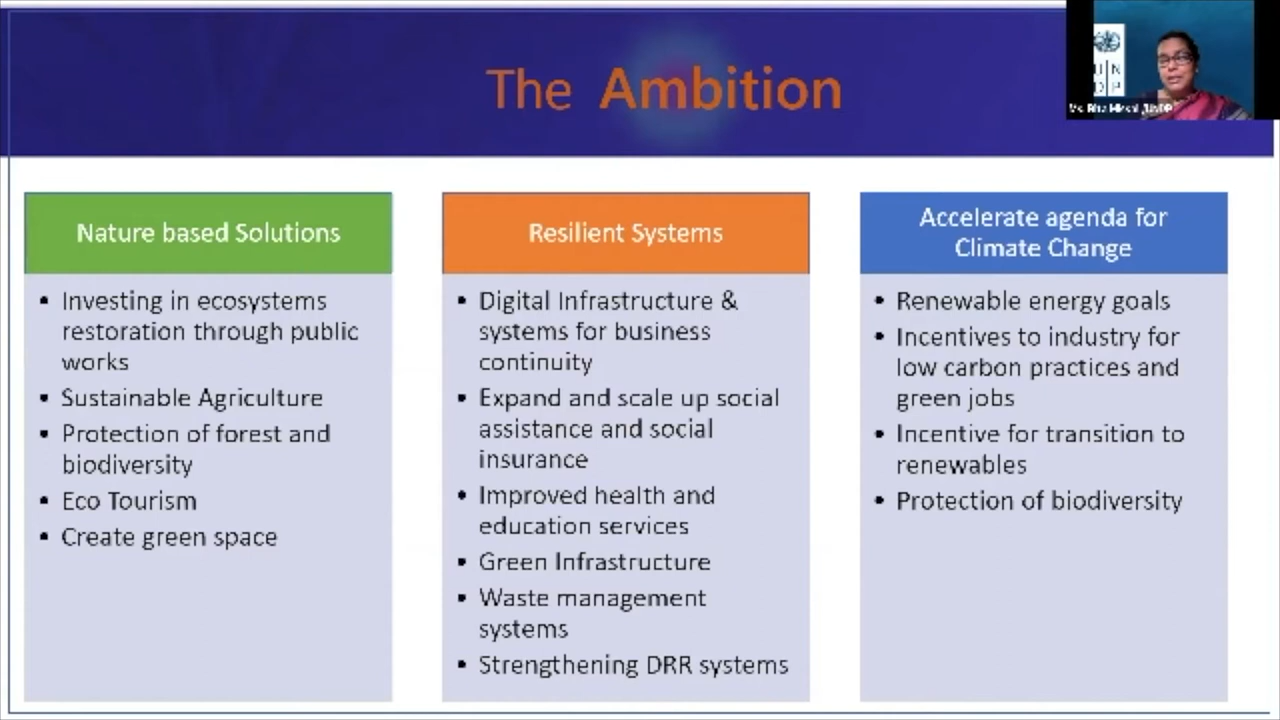 The Ambition
UN
DP
Nature based Solutions
• Investing in ecosystems
restoration through public
works
• Sustainable Agriculture
• Protection of forest and
biodiversity
• Eco Tourism
• Create green space
Resilient Systems
• Digital Infrastructure &
systems for business
continuity
• Expand and scale up social
assistance and social
insurance
• Improved health and
education services
• Green Infrastructure
• Waste management
systems
• Strengthening DRR systems
Accelerate agenda for
Climate Change
• Renewable energy goals
• Incentives to industry for
low carbon practices and
green jobs
• Incentive for transition to
renewables
• Protection of biodiversity